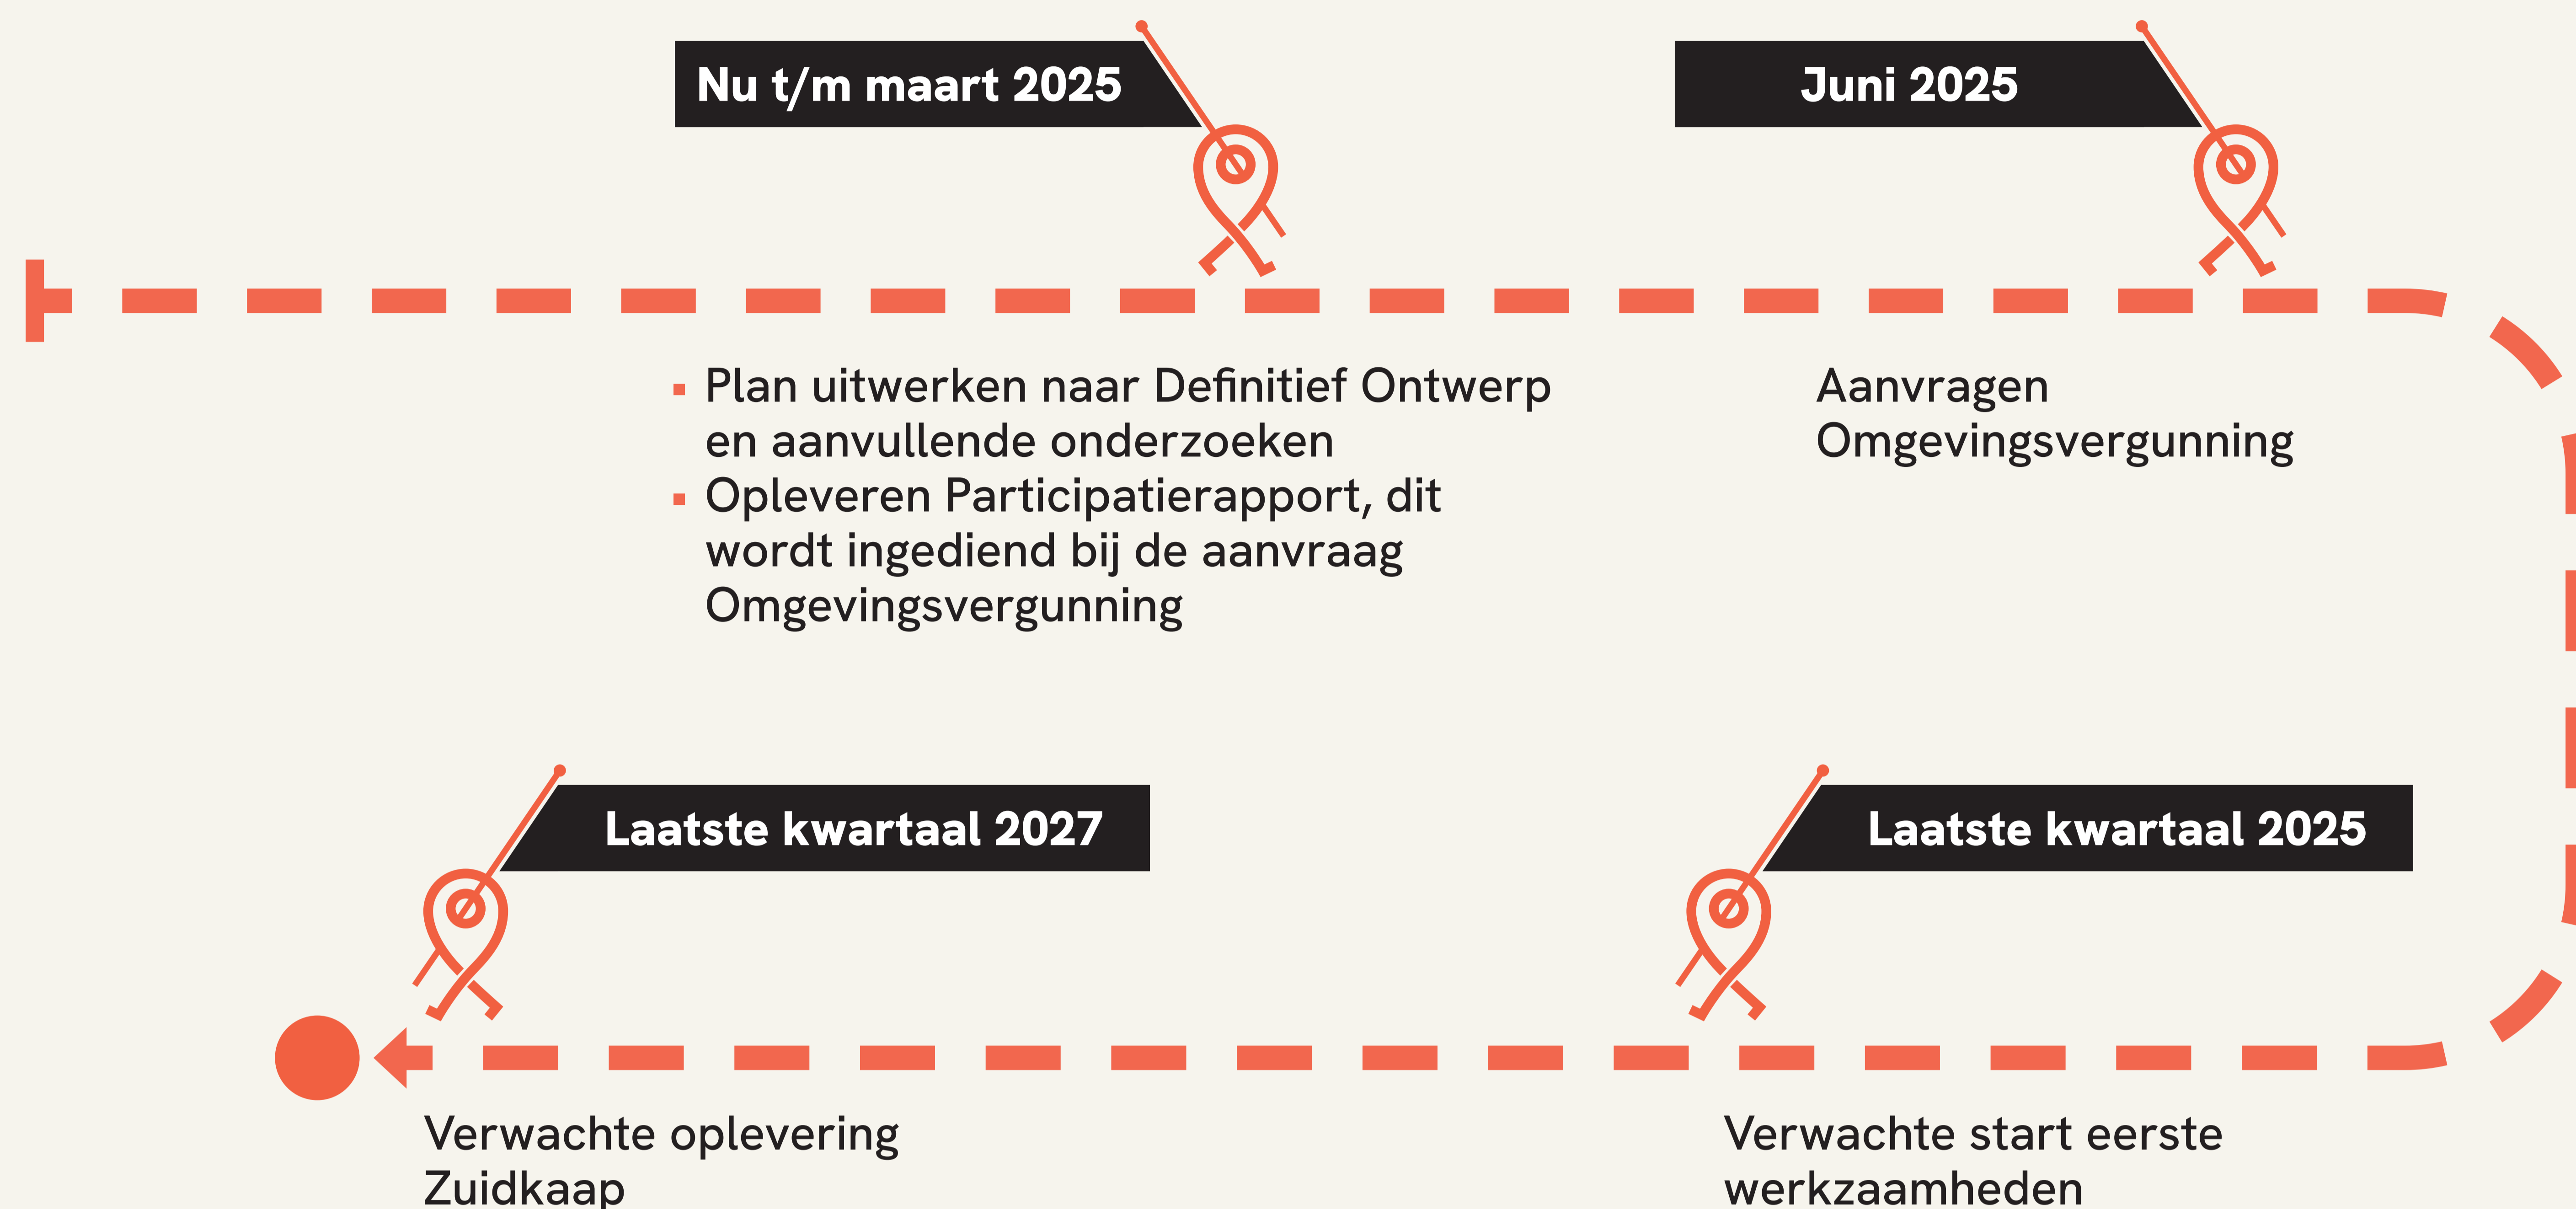 Nu t/m maart 2025
Plan uitwerken naar Definitief Ontwerp
en aanvullende onderzoeken
Opleveren Participatierapport, dit
wordt ingediend bij de aanvraag
Omgevingsvergunning
Juni 2025
Aanvragen
Omgevingsvergunning
Laatste kwartaal 2025
Verwachte start eerste
werkzaamheden
Laatste kwartaal 2027
Verwachte oplevering
Zuidkaap